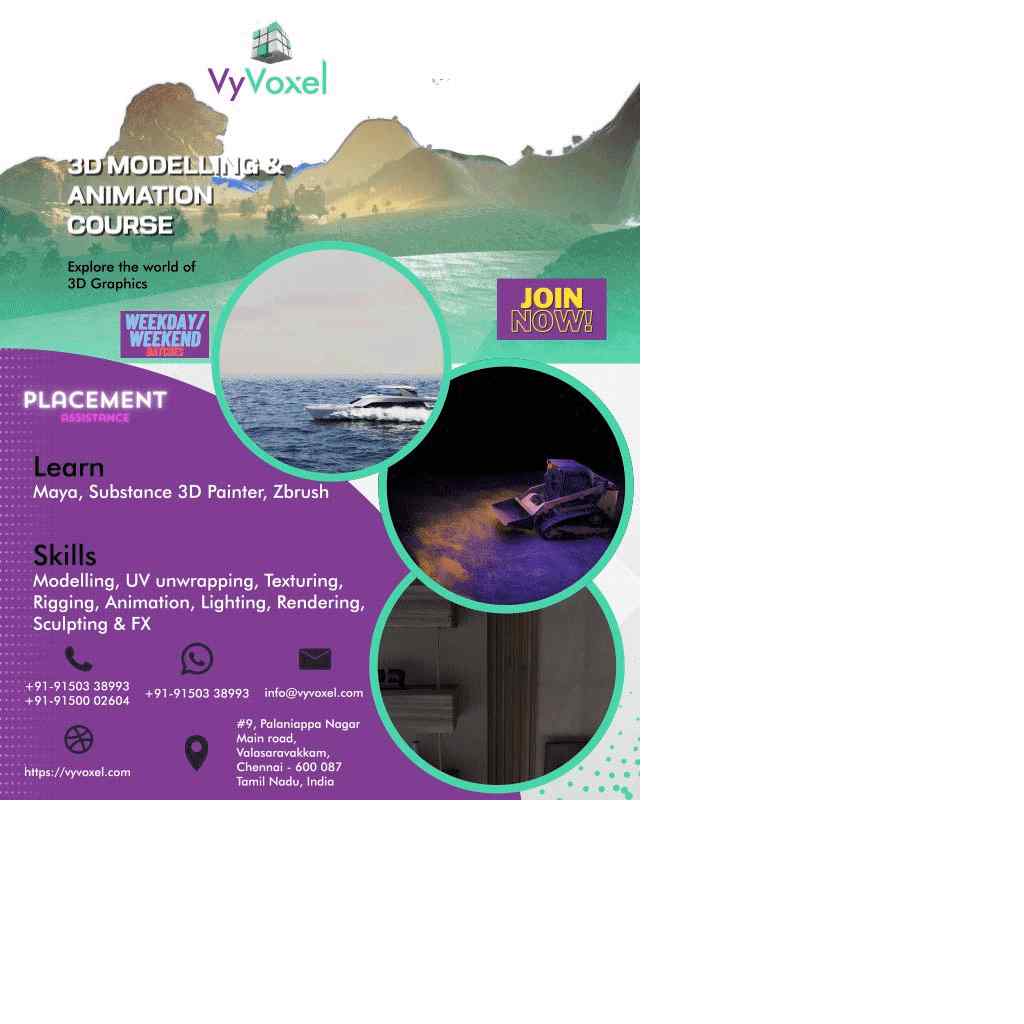 VyVoxel
3D MODELLING &
ANIMATION
COURSE
Explore the world of
3D Graphics
JOIN
NOW!
WEEKDAY/
WEEKEND
BATCHES
PLACEMENT
ASSISTANCE
Learn
Maya, Substance 3D Painter, Zbrush
Skills
Modelling, UV unwrapping, Texturing,
Rigging, Animation, Lighting, Rendering,
Sculpting & FX
+91-91503 38993
+91-91500 02604
+91-91503 38993
info@vyvoxel.com
https://vyvoxel.com
#9, Palaniappa Nagar
Main road,
Valasaravakkam,
Chennai - 600 087
Tamil Nadu, India